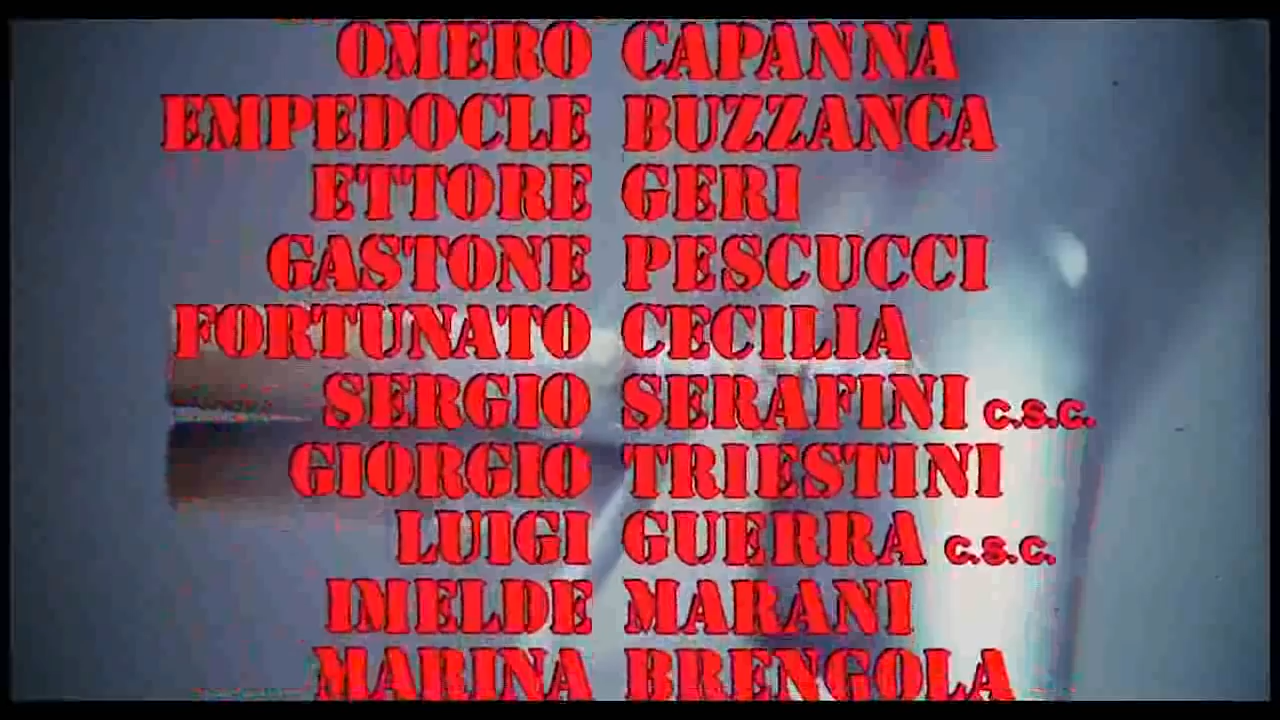 OMERO CAPANNA
EMPEDOCLE BUZZANCA
ETTORE GERI
GASTONE PESCUCCI
FORTUNATO CECILIA
SERGIO SERAFINI C.S.C.
GIORGIO TRIESTINI
LUIGI GUERRA C.S.C.
IMELDE MARANI
MARINA BRENGOLA